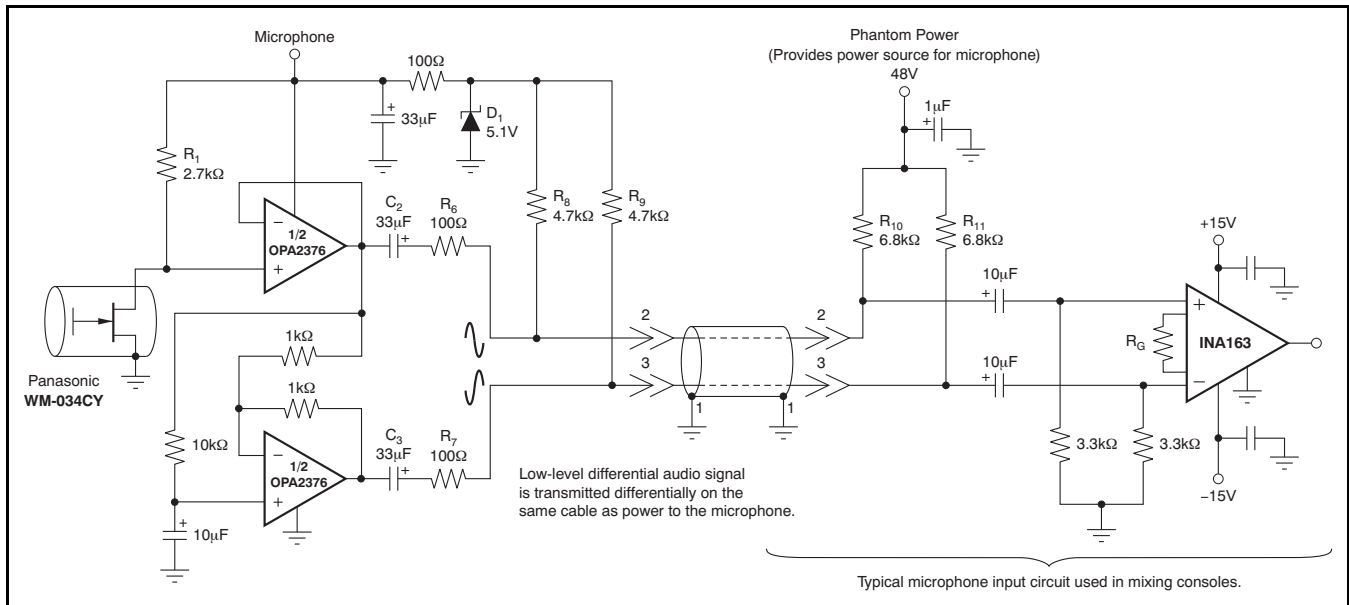 Microphone
100Ω
+
33μF
D1
5.1V
R1
2.7kΩ
−
1/2
OPA2376
+
C2
33μF
+
R6
100Ω
R8
4.7kΩ
R9
4.7kΩ
Phantom Power
(Provides power source for microphone)
48V
1μF
+
R10
6.8kΩ
R11
6.8kΩ
+15V
10μF
+
+
RG
INA163
−
10μF
+
3.3kΩ
3.3kΩ
−15V
2
2
3
3
1
1
Panasonic
WM-034CY
1kΩ
1kΩ
10kΩ
−
1/2
OPA2376
+
C3
33μF
+
R7
100Ω
+
10μF
Low-level differential audio signal
is transmitted differentially on the
same cable as power to the microphone.
Typical microphone input circuit used in mixing consoles.